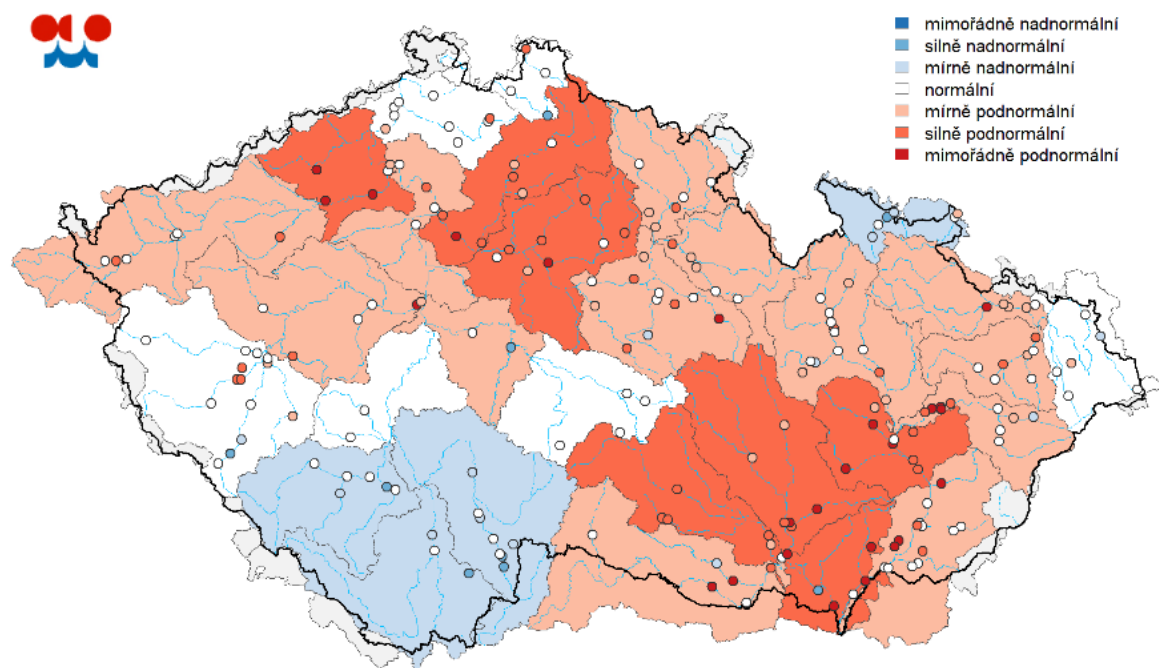 mimořádně nadnormální
silně nadnormální
mírně nadnormální
normální
mírně podnormální
silně podnormální
mimořádně podnormální